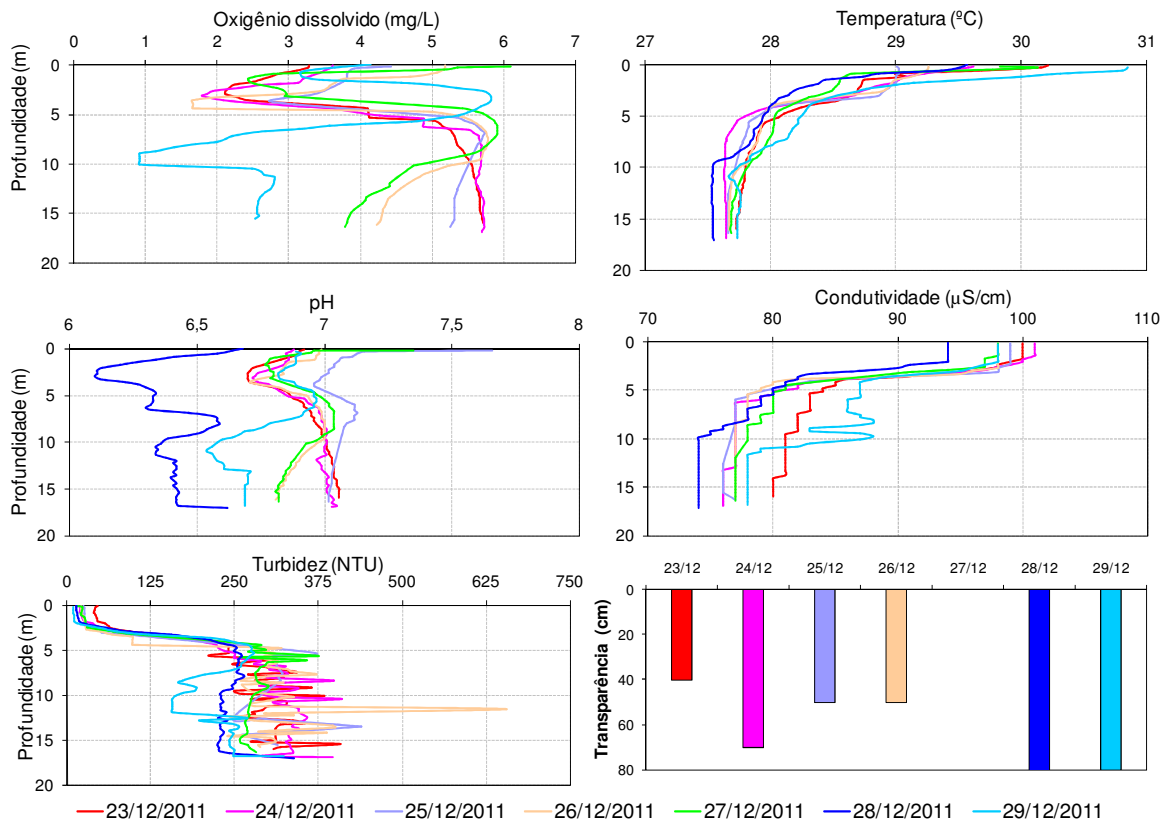 Oxigênio dissolvido (mg/L)
0 1 2 3 4 5 6 7
Profundidade (m)
0
5
10
15
20
Temperatura (ºC)
27 28 29 30 31
0
5
10
15
20
pH
6 6,5 7 7,5 8
Profundidade (m)
0
5
10
15
20
Condutividade (µS/cm)
70 80 90 100 110
0
5
10
15
20
Turbidez (NTU)
0 125 250 375 500 625 750
Profundidade (m)
0
5
10
15
20
23/12 24/12 25/12 26/12 27/12 28/12 29/12
Transparência (cm)
0
20
40
60
80
23/12/2011 24/12/2011 25/12/2011 26/12/2011 27/12/2011 28/12/2011 29/12/2011